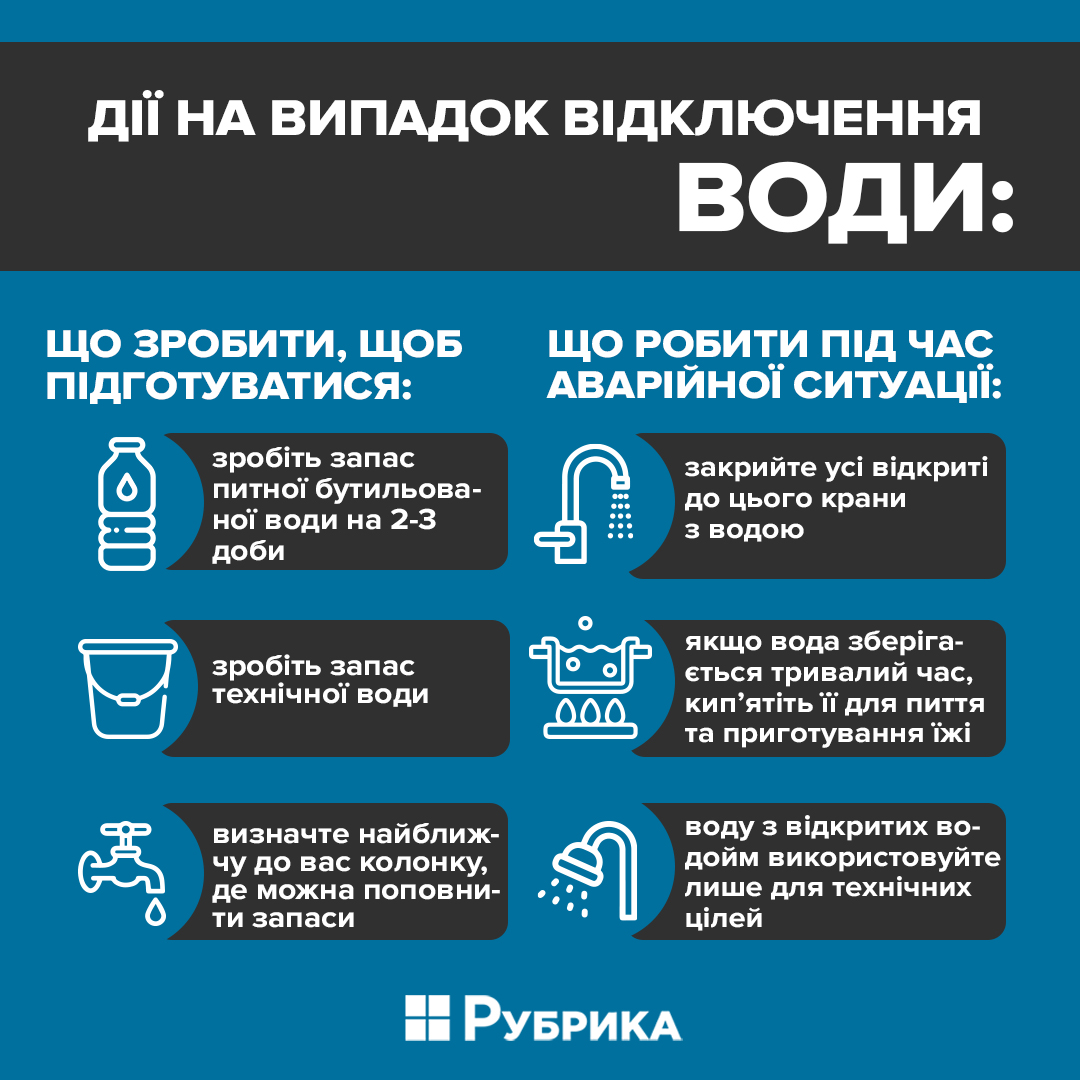 ДІЇ НА ВИПАДОК ВІДКЛЮЧЕННЯ
ВОДИ:
ЩО ЗРОБИТИ, ЩОБ
ПІДГОТУВАТИСЯ:
зробіть запас
питної бутильова-
ної води на 2-3
доби
зробіть запас
технічної води
визначте найближ-
чу до вас колонку,
де можна поповни-
ти запаси
ЩО РОБИТИ ПІД ЧАС
АВАРІЙНОЇ СИТУАЦІЇ:
закрийте усі відкриті
до цього крани
з водою
якщо вода зберіга-
ється тривалий час,
кип’ятіть її для пиття
та приготування їжі
воду з відкритих во-
дойм використовуйте
лише для технічних
цілей
РУБРИКА